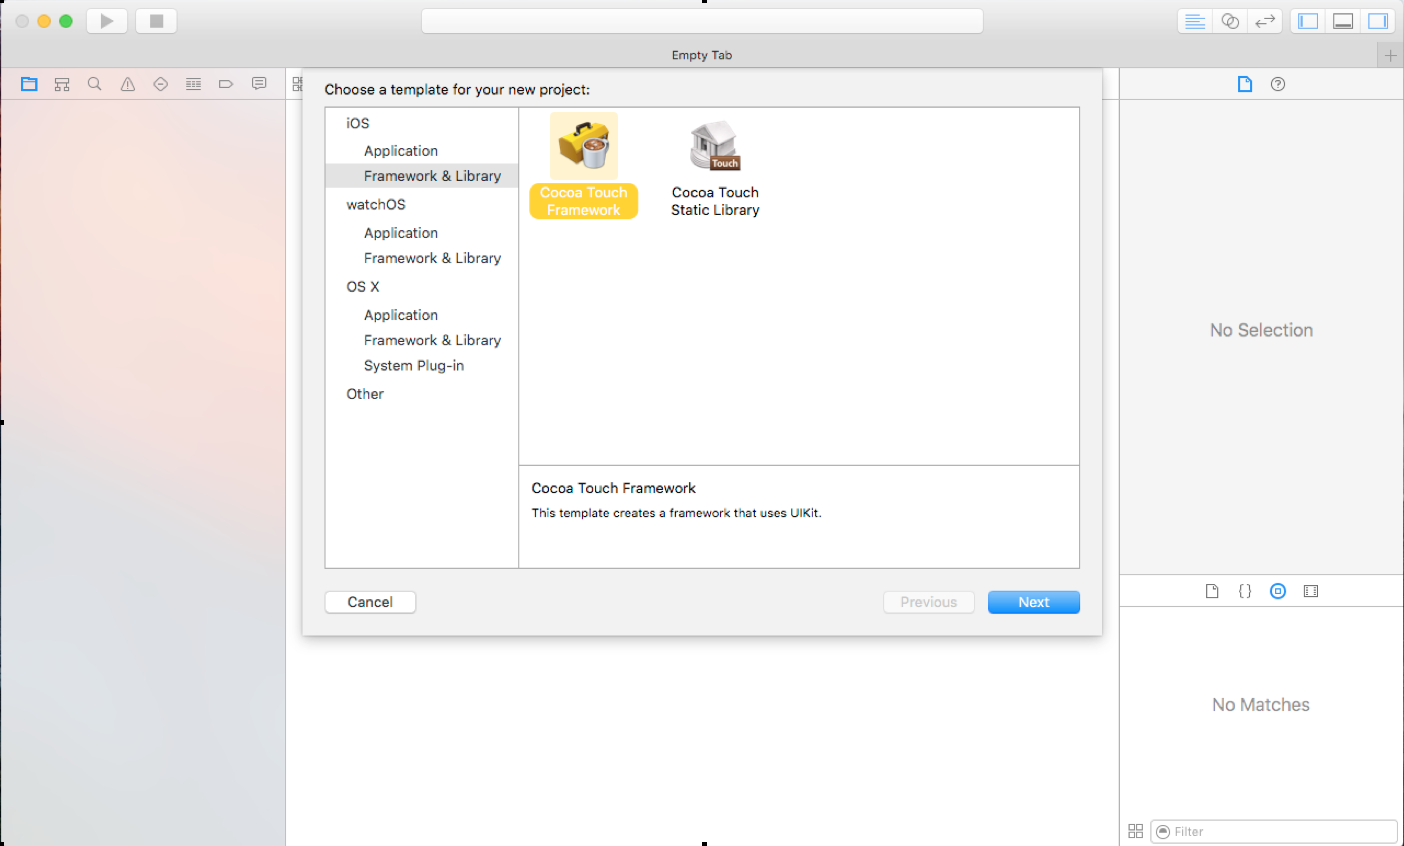 Empty Tab
Choose a template for your new project:
iOS
Application
Framework & Library
watchOS
Application
Framework & Library
OS X
Application
Framework & Library
System Plug-in
Other
Cocoa Touch
Framework
Touch
Cocoa Touch
Static Library
Cocoa Touch Framework
This template creates a framework that uses UIKit.
Cancel
Previous
Next
No Selection
{}
No Matches
Filter